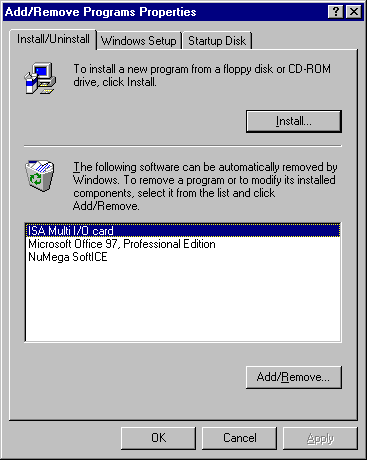 Add/Remove Programs Properties
Install/Uninstall Windows Setup Startup Disk
To install a new program from a floppy disk or CD-ROM
drive, click Install.
Install...
The following software can be automatically removed by
Windows. To remove a program or to modify its installed
components, select it from the list and click
Add/Remove.
ISA Multi I/O card
Microsoft Office 97, Professional Edition
NuMega SoftICE
Add/Remove...
OK Cancel Apply